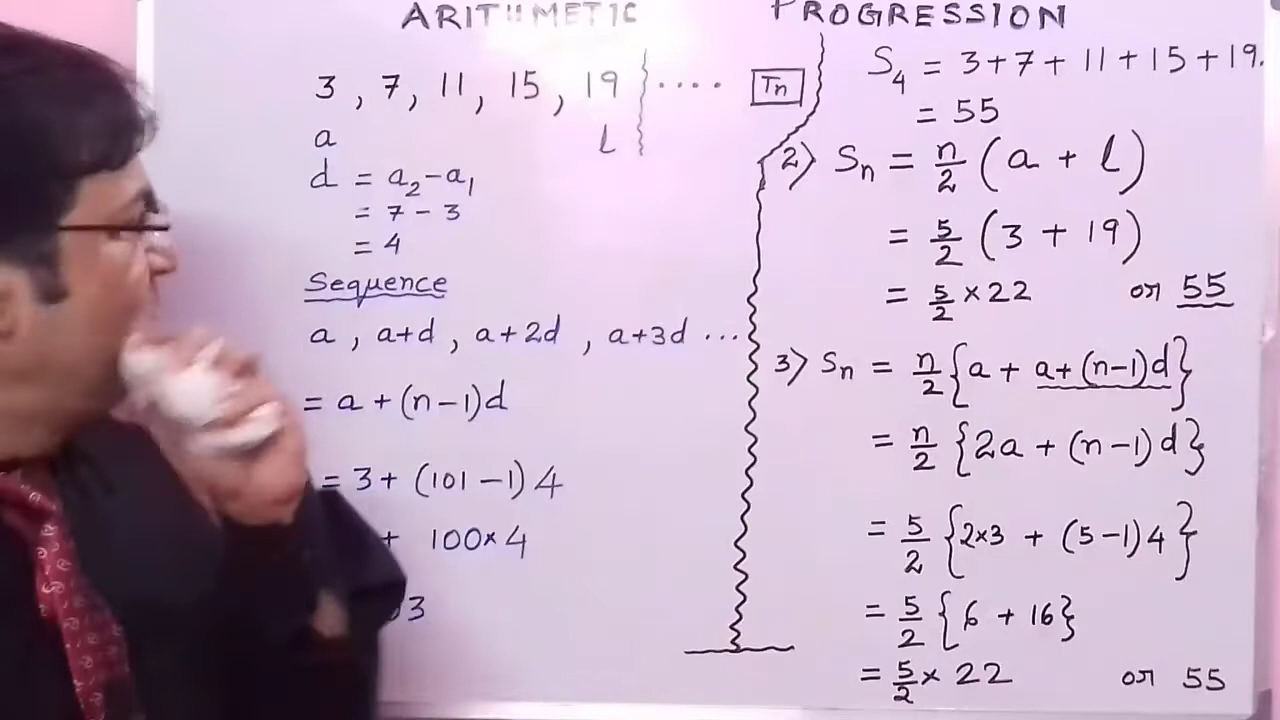 ARITHMETIC PROGRESSION
3 , 7, 11, 15, 19 .... Tn
a l
d = a₂-a₁
= 7 - 3
= 4
Sequence
a , a+d , a+2d , a+3d ...
= a + (n-1)d
= 3 + (101-1) 4
+ 100×4
03
S₄ = 3+7+11+15+19.
= 55
2) Sn = n/2 (a + l)
= 5/2 (3 + 19)
= 5/2 × 22 or 55
3) Sn = n/2 {a + a+(n-1)d}
= n/2 {2a + (n-1)d}
= 5/2 {2×3 + (5-1)4}
= 5/2 {6 + 16}
= 5/2 × 22 or 55